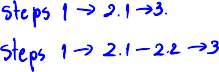 Steps 1 → 2.1 → 3.
Steps 1 → 2.1 - 2.2 → 3